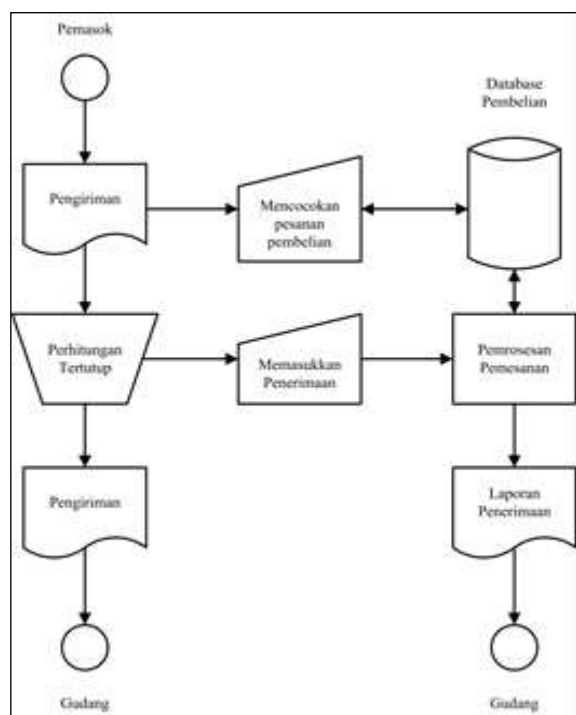 Pemasok
Database
Pembelian
Pengiriman
Mencocokan
pesanan
pembelian
Perhitungan
Tertutup
Memasukkan
Penerimaan
Pemrosesan
Pemesanan
Pengiriman
Laporan
Penerimaan
Gudang
Gudang